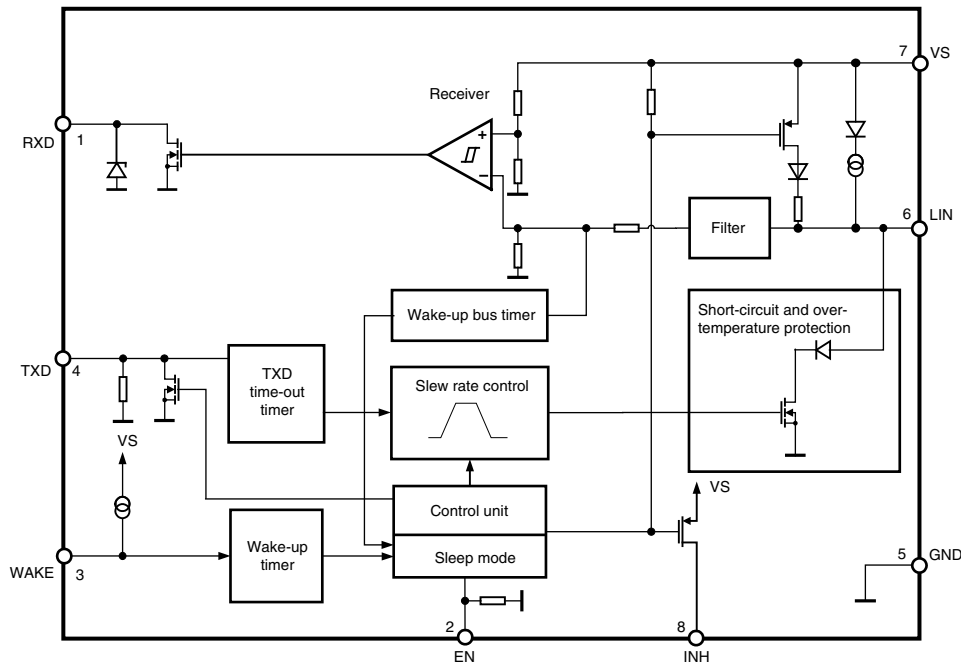 7
VS
Receiver
RXD
1
+
−
6
LIN
Filter
Short-circuit and over-
temperature protection
Wake-up bus timer
TXD
4
TXD
time-out
timer
Slew rate control
VS
VS
Control unit
Sleep mode
WAKE
3
Wake-up
timer
5
GND
2
EN
8
INH